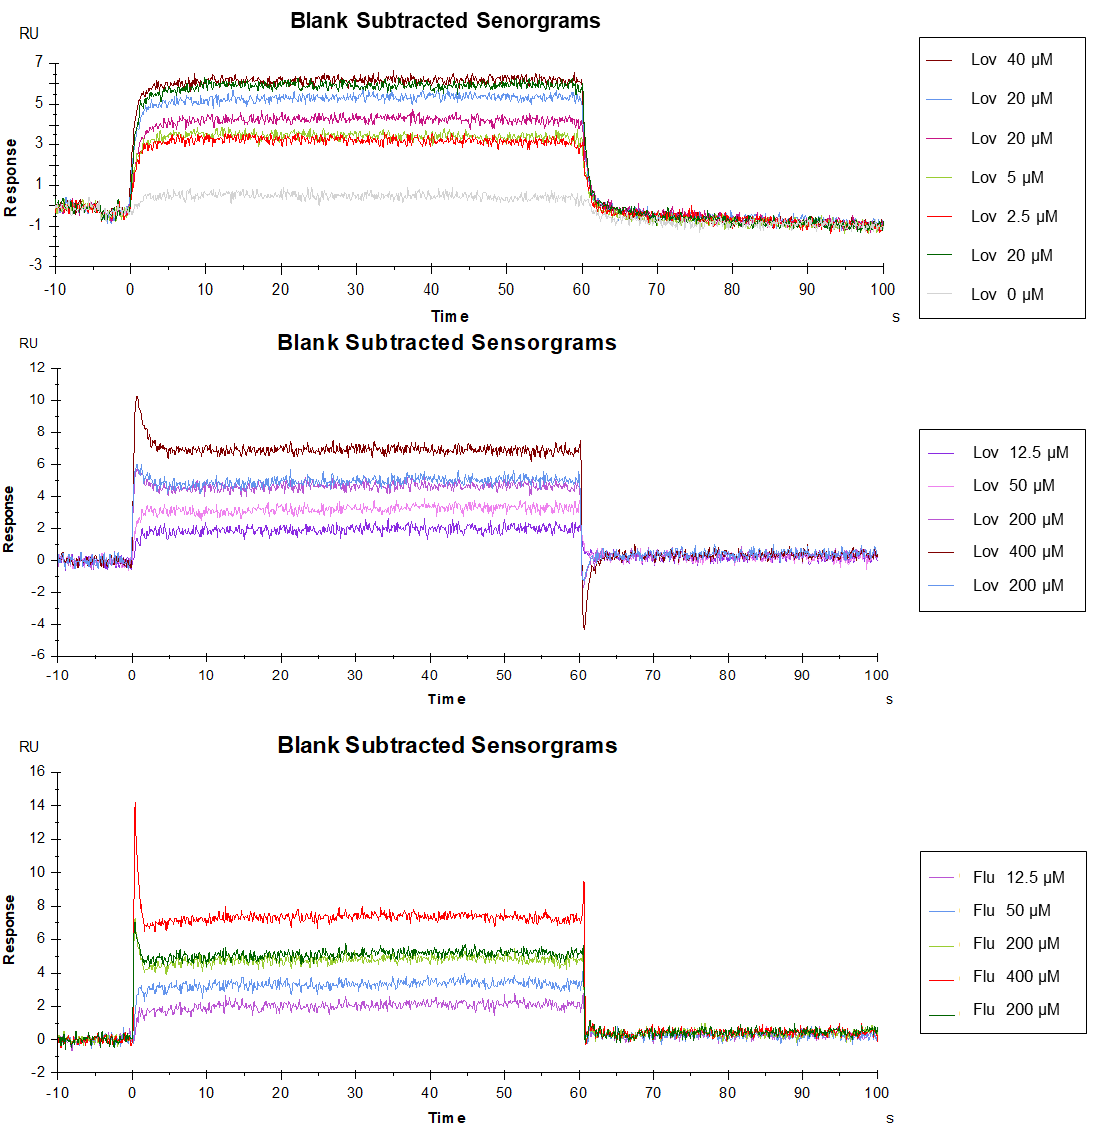 Blank Subtracted Senorgrams
RU
7
5
3
1
-1
-3
Response
-10 0 10 20 30 40 50 60 70 80 90 100
Time
s
Lov 40 µM
Lov 20 µM
Lov 20 µM
Lov 5 µM
Lov 2.5 µM
Lov 20 µM
Lov 0 µM
Blank Subtracted Sensorgrams
RU
12
10
8
6
4
2
0
-2
-4
-6
Response
-10 0 10 20 30 40 50 60 70 80 90 100
Time
s
Lov 12.5 µM
Lov 50 µM
Lov 200 µM
Lov 400 µM
Lov 200 µM
Blank Subtracted Sensorgrams
RU
16
14
12
10
8
6
4
2
0
-2
Response
-10 0 10 20 30 40 50 60 70 80 90 100
Time
s
Flu 12.5 µM
Flu 50 µM
Flu 200 µM
Flu 400 µM
Flu 200 µM